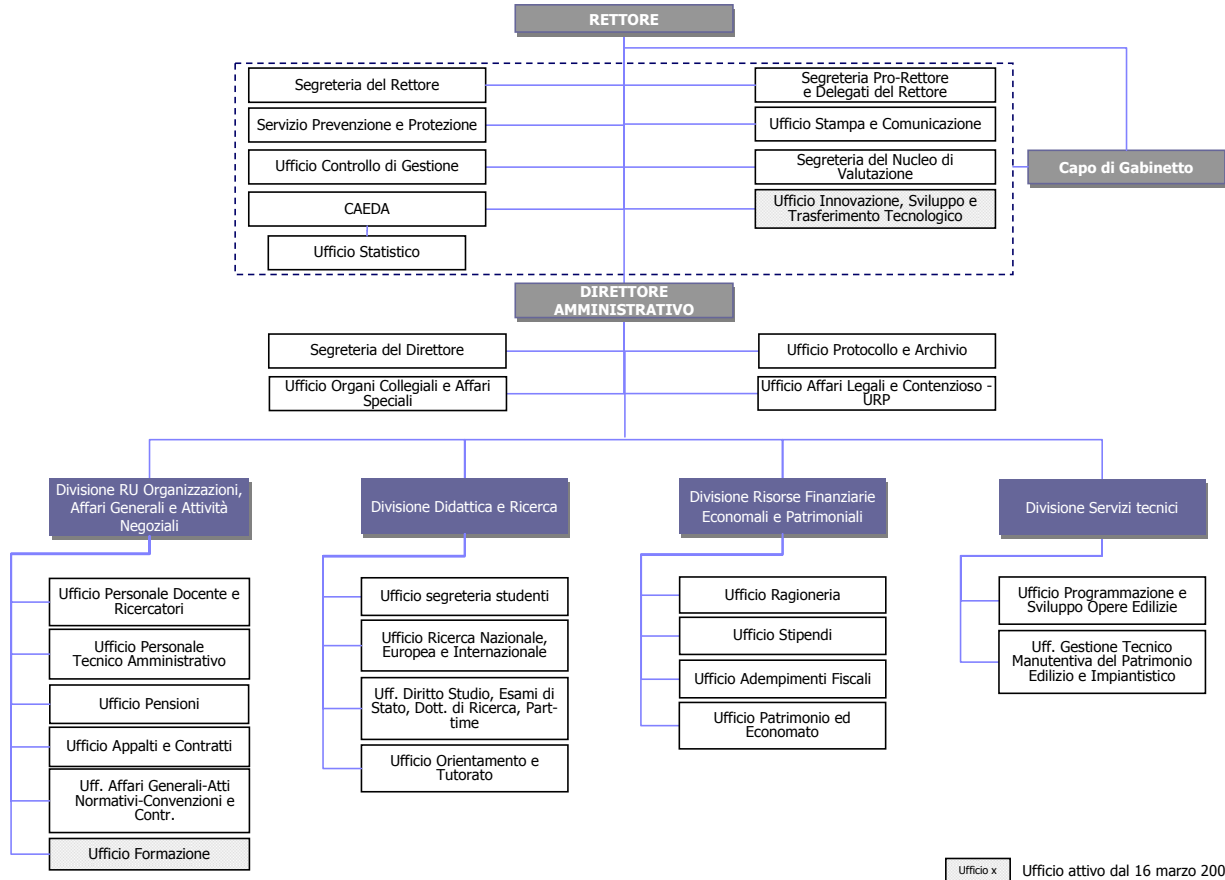 RETTORE
Segreteria del Rettore
Segreteria Pro-Rettore
e Delegati del Rettore
Servizio Prevenzione e Protezione
Ufficio Stampa e Comunicazione
Ufficio Controllo di Gestione
Segreteria del Nucleo di
Valutazione
Capo di Gabinetto
CAEDA
Ufficio Innovazione, Sviluppo e
Trasferimento Tecnologico
Ufficio Statistico
DIRETTORE
AMMINISTRATIVO
Segreteria del Direttore
Ufficio Protocollo e Archivio
Ufficio Organi Collegiali e Affari
Speciali
Ufficio Affari Legali e Contenzioso -
URP
Divisione RU Organizzazioni,
Affari Generali e Attività
Negoziali
Divisione Didattica e Ricerca
Divisione Risorse Finanziarie
Economali e Patrimoniali
Divisione Servizi tecnici
Ufficio Personale Docente e
Ricercatori
Ufficio Personale
Tecnico Amministrativo
Ufficio Pensioni
Ufficio Appalti e Contratti
Uff. Affari Generali-Atti
Normativi-Convenzioni e
Contr.
Ufficio Formazione
Ufficio segreteria studenti
Ufficio Ricerca Nazionale,
Europea e Internazionale
Uff. Diritto Studio, Esami di
Stato, Dott. di Ricerca, Part-
time
Ufficio Orientamento e
Tutorato
Ufficio Ragioneria
Ufficio Stipendi
Ufficio Adempimenti Fiscali
Ufficio Patrimonio ed
Economato
Ufficio Programmazione e
Sviluppo Opere Edilizie
Uff. Gestione Tecnico
Manutentiva del Patrimonio
Edilizio e Impiantistico
Ufficio x
Ufficio attivo dal 16 marzo 200